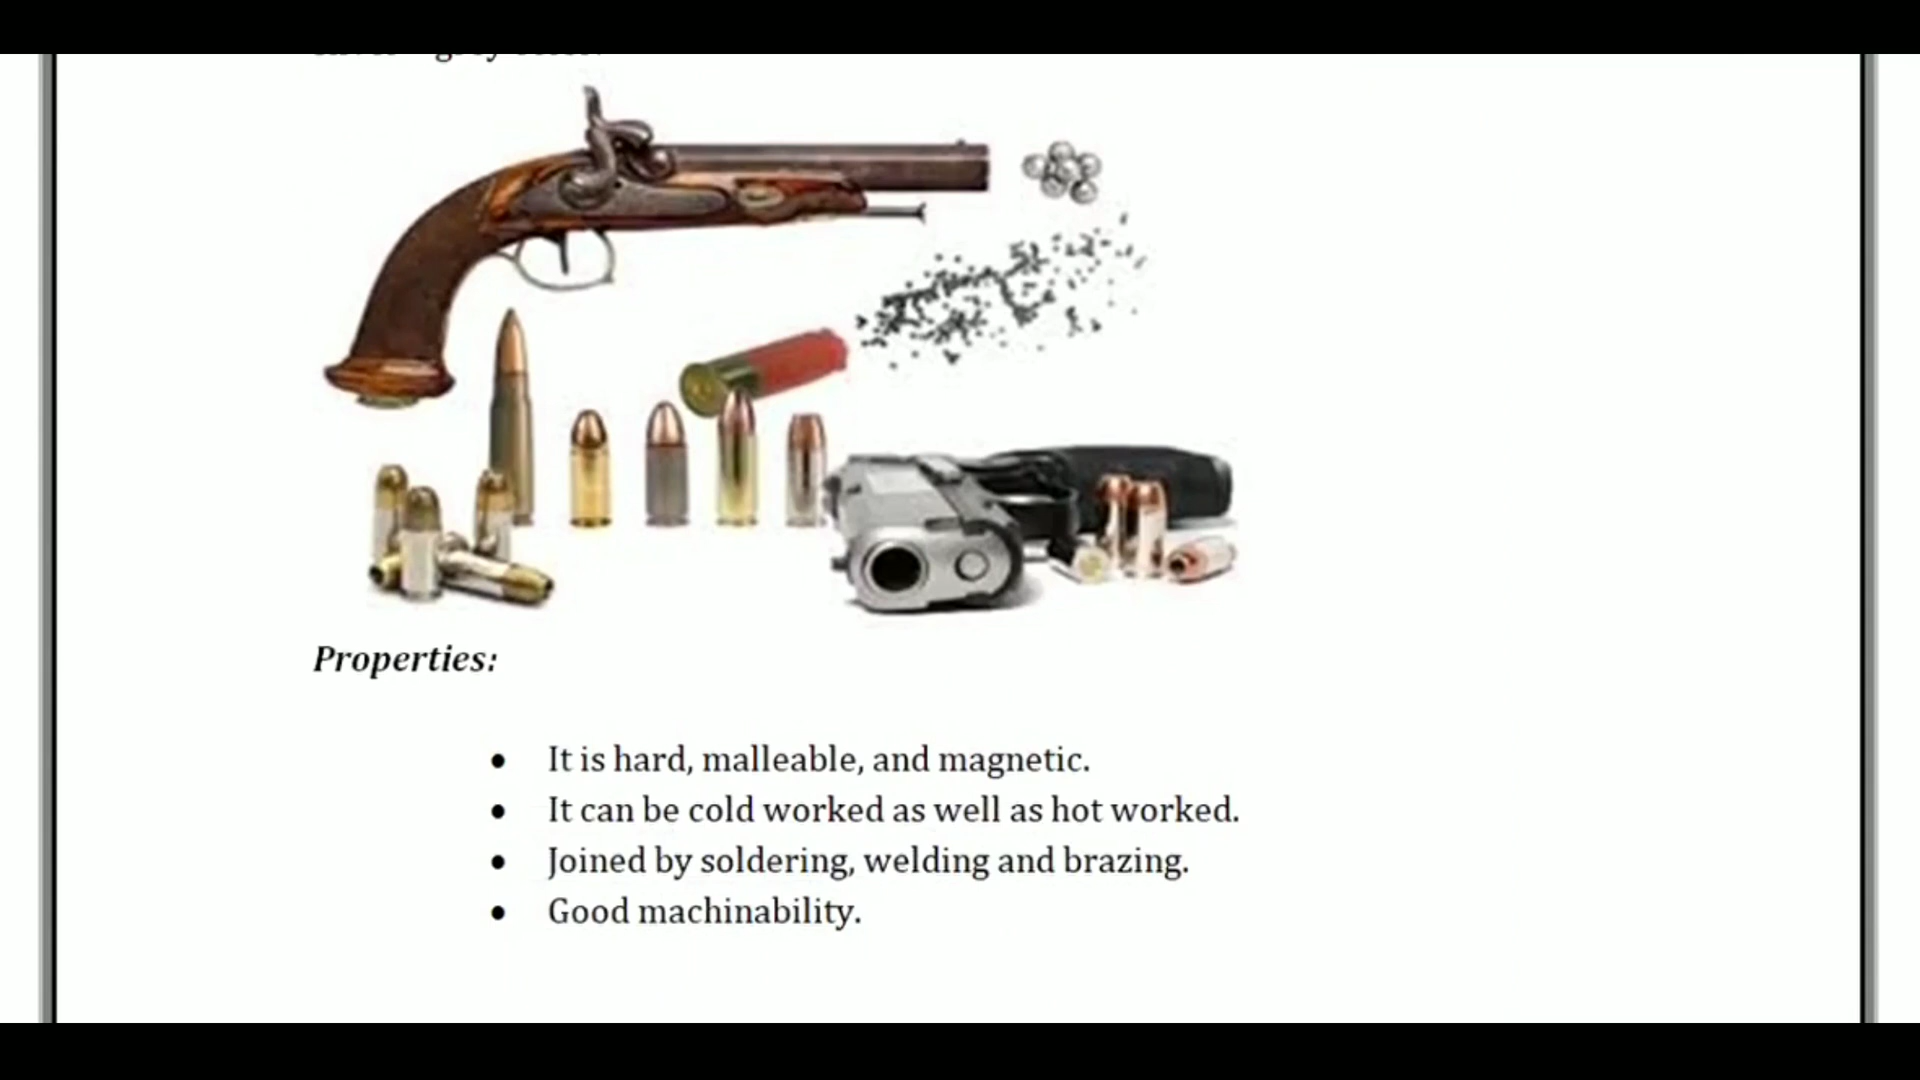 Properties:
It is hard, malleable, and magnetic.
It can be cold worked as well as hot worked.
Joined by soldering, welding and brazing.
Good machinability.